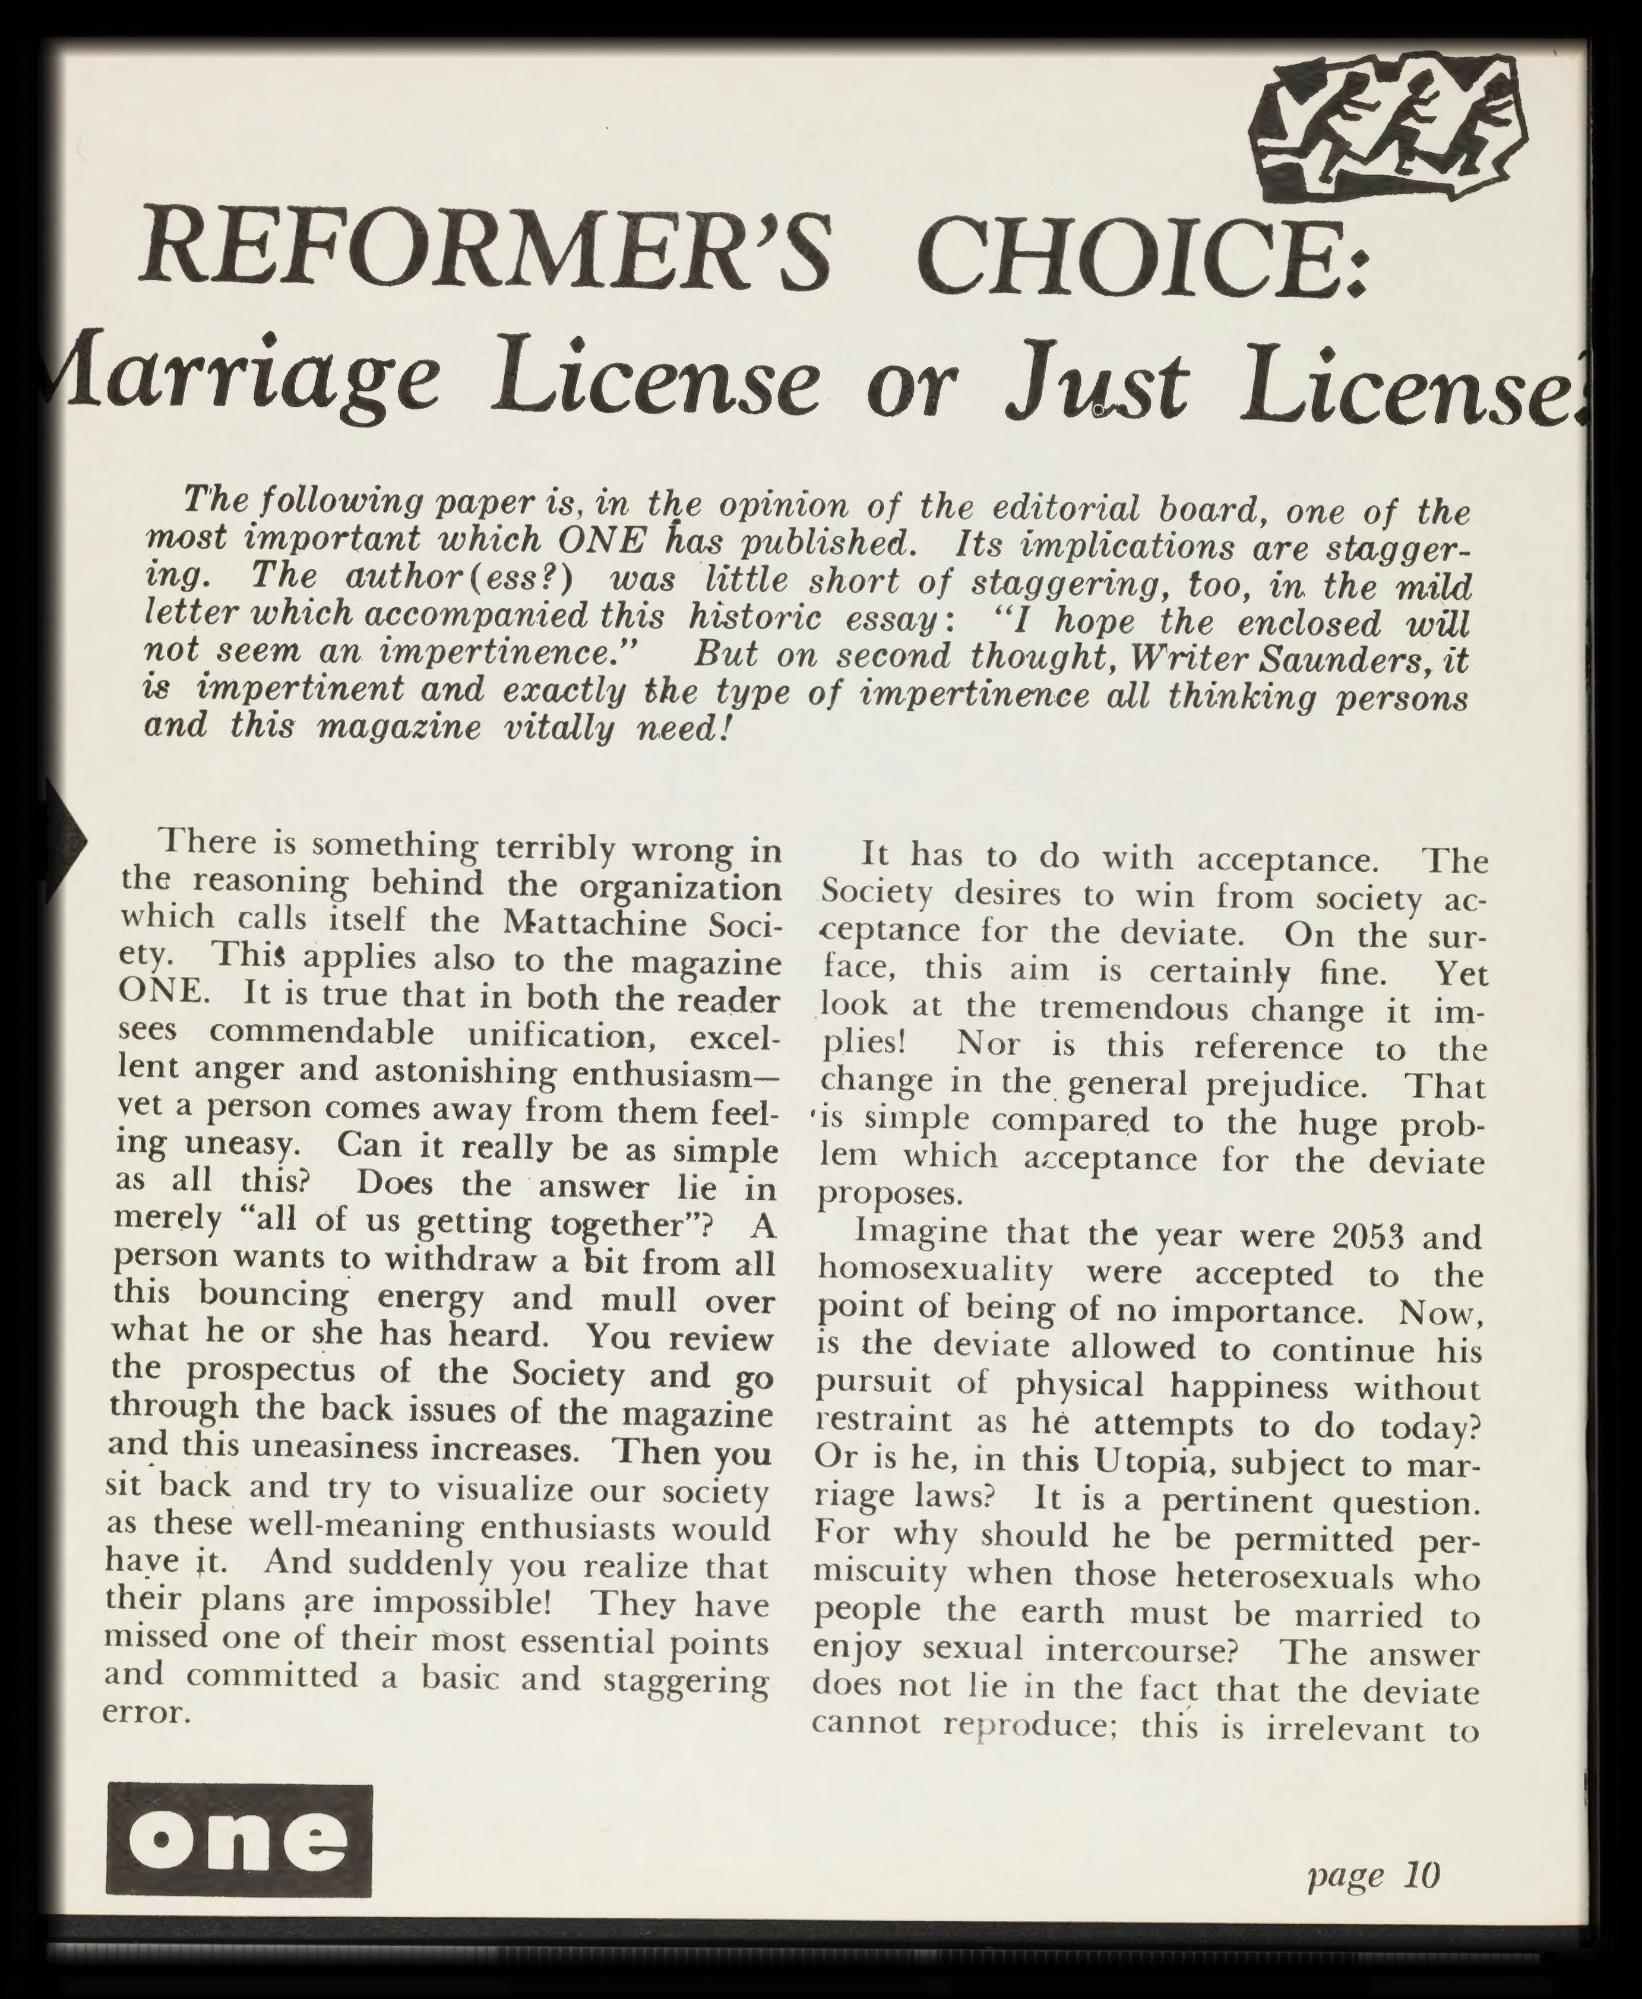 REFORMER'S CHOICE:
Marriage License or Just License?
The following paper is, in the opinion of the editorial board, one of the
most important which ONE has published. Its implications are stagger-
ing. The author(ess?) was little short of staggering, too, in the mild
letter which accompanied this historic essay: “I hope the enclosed will
not seem an impertinence.” But on second thought, Writer Saunders, it
is impertinent and exactly the type of impertinence all thinking persons
and this magazine vitally need!
There is something terribly wrong in
the reasoning behind the organization
which calls itself the Mattachine Soci-
ety. This applies also to the magazine
ONE. It is true that in both the reader
sees commendable unification, excel-
lent anger and astonishing enthusiasm—
yet a person comes away from them feel-
ing uneasy. Can it really be as simple
as all this? Does the answer lie in
merely “all of us getting together”? A
person wants to withdraw a bit from all
this bouncing energy and mull over
what he or she has heard. You review
the prospectus of the Society and go
through the back issues of the magazine
and this uneasiness increases. Then you
sit back and try to visualize our society
as these well-meaning enthusiasts would
have it. And suddenly you realize that
their plans are impossible! They have
missed one of their most essential points
and committed a basic and staggering
error.
It has to do with acceptance. The
Society desires to win from society ac-
ceptance for the deviate. On the sur-
face, this aim is certainly fine. Yet
look at the tremendous change it im-
plies! Nor is this reference to the
change in the general prejudice. That
is simple compared to the huge prob-
lem which acceptance for the deviate
proposes.
Imagine that the year were 2053 and
homosexuality were accepted to the
point of being of no importance. Now,
is the deviate allowed to continue his
pursuit of physical happiness without
restraint as he attempts to do today?
Or is he, in this Utopia, subject to mar-
riage laws? It is a pertinent question.
For why should he be permitted per-
miscuity when those heterosexuals who
people the earth must be married to
enjoy sexual intercourse? The answer
does not lie in the fact that the deviate
cannot reproduce; this is irrelevant to
one
page 10